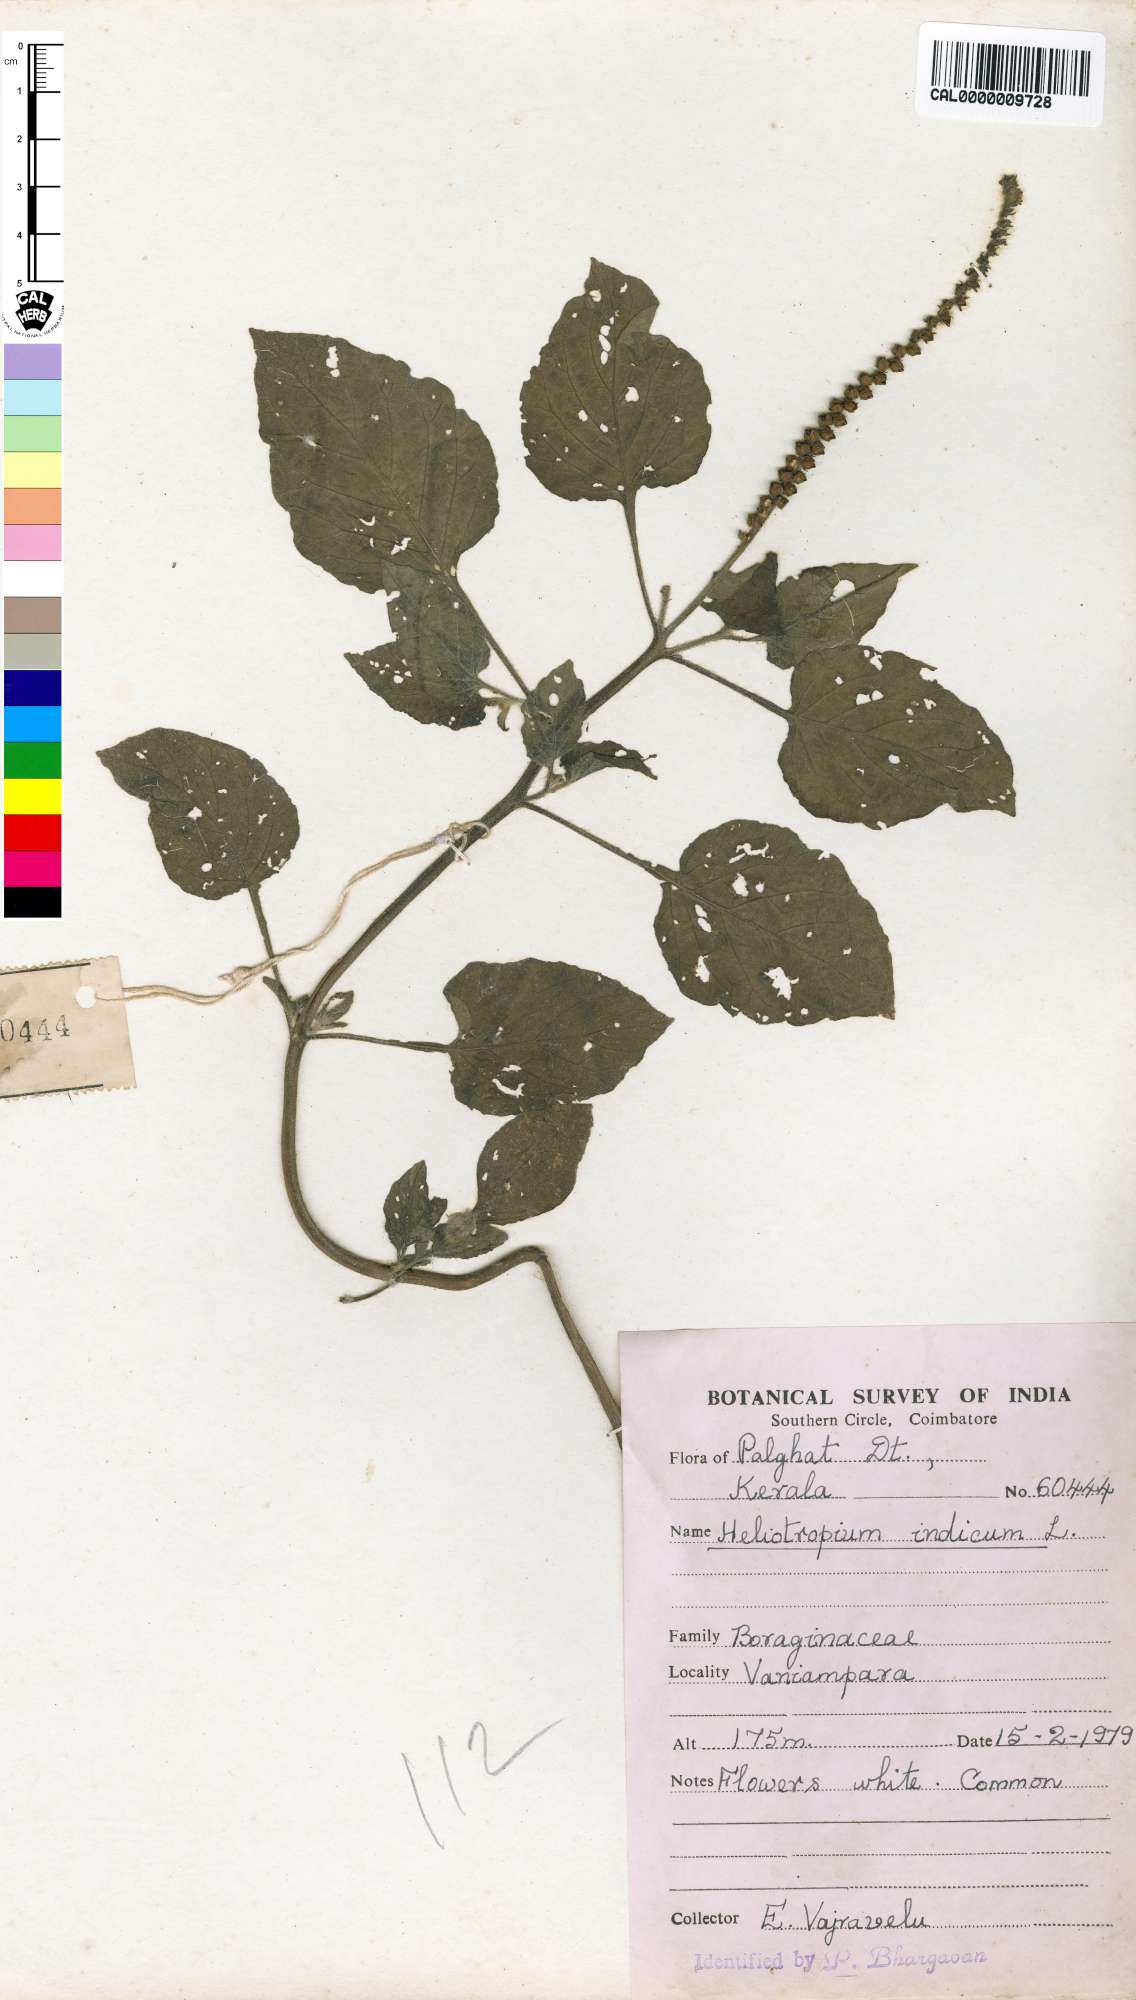 CAL0000009728
0
cm
1
2
3
4
5
CAL
HERB
0444
BOTANICAL SURVEY OF INDIA
Southern Circle, Coimbatore
Flora of Palghat Dt.,
Kerala No. 60444
Name Heliotropium indicum L.
Family Boraginaceae
Locality Vaniampara
Alt 175m. Date 15-2-1979
Notes Flowers white. Common
Collector E. Vajravelu
Identified by P. Bhargavan
112